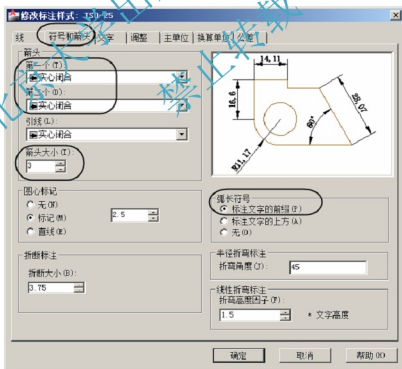 修改标注样式: ISO-25
线 符号和箭头 文字 调整 主单位 换算单位 公差
箭头
第一个(T):
实心闭合
第二个(D):
实心闭合
引线(L):
实心闭合
箭头大小(I):
3
14,11
16,6
60°
R11,17
圆心标记
无(N)
标记(M)
2.5
直线(E)
弧长符号
标注文字的前缀(P)
标注文字的上方(A)
无(O)
折断标注
折断大小(B):
3.75
半径折弯标注
折弯角度(J):
45
线性折弯标注
折弯高度因子(F):
1.5
* 文字高度
确定 取消 帮助(H)
禁止转载